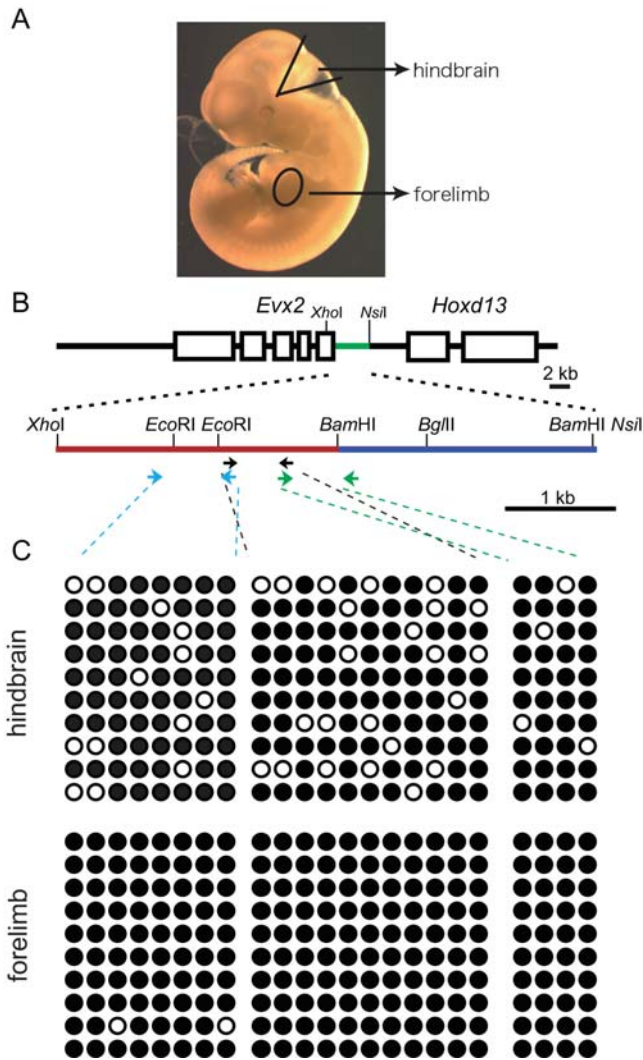 A
hindbrain
forelimb
B
Evx2
XhoI
NsiI
Hoxd13
2 kb
XhoI
EcoRI
EcoRI
BamHI
BglII
BamHI
NsiI
1 kb
C
hindbrain
forelimb